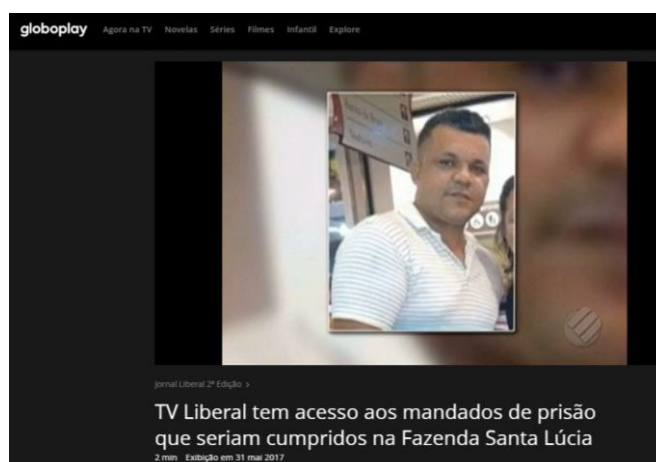 globoplay Agora na TV Novelas Séries Filmes Infantil Explore
Jornal Liberal 2ª Edição >
TV Liberal tem acesso aos mandados de prisão
que seriam cumpridos na Fazenda Santa Lúcia
2 min Exibição em 31 mai 2017